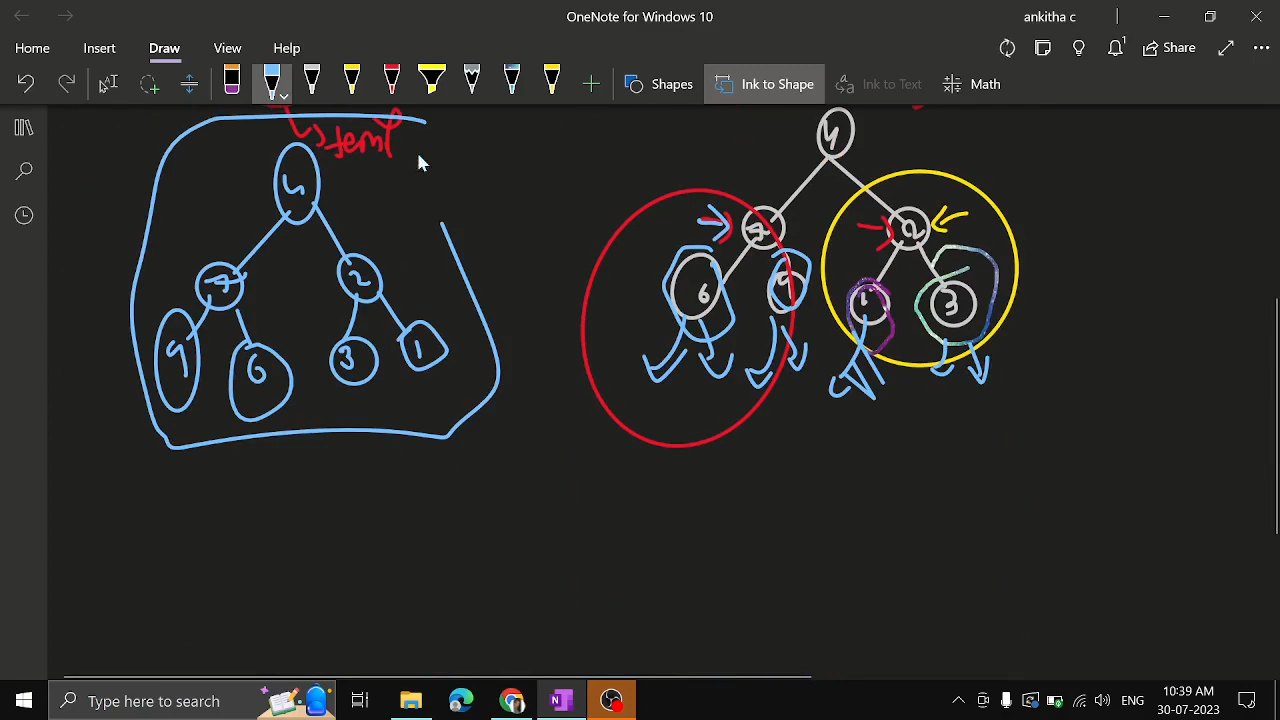 OneNote for Windows 10
ankitha c
Home Insert Draw View Help
Share
Shapes
Ink to Shape
Ink to Text
Math
temp
4
7 2
9 6 3 1
4
7 2
6 9 1 3
Type here to search
ENG
10:39 AM
30-07-2023